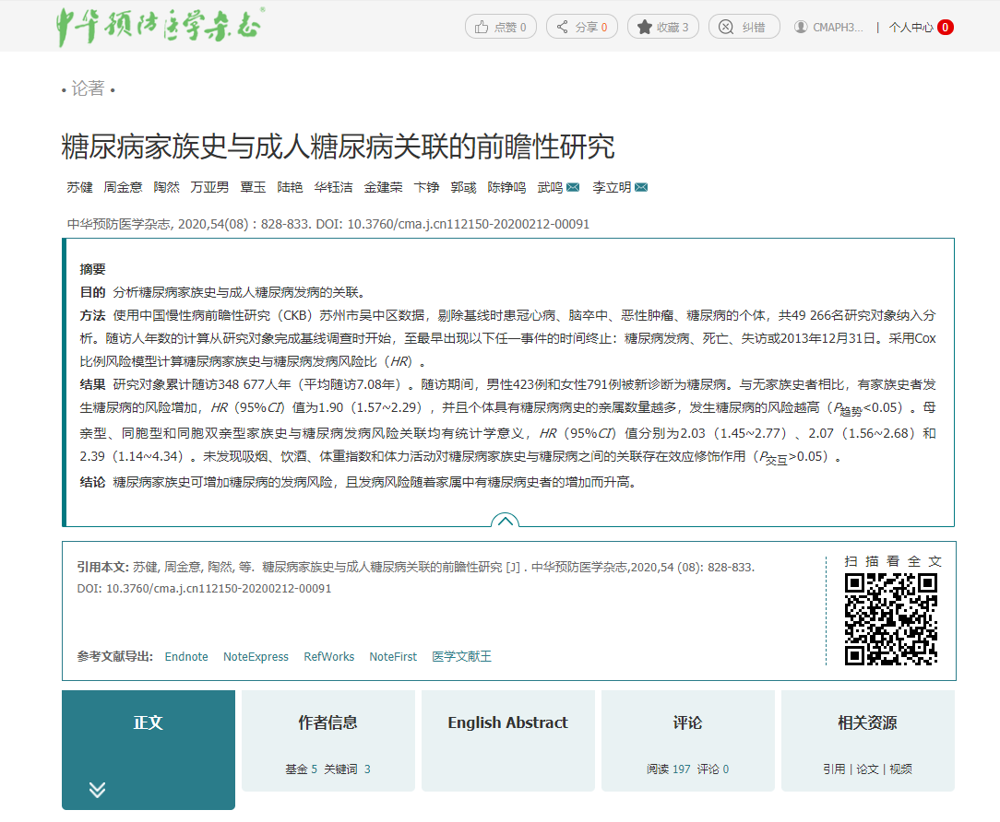 中华预防医学杂志®
点赞 0 分享 0 收藏 3 纠错 CMAPH3... | 个人中心 0
• 论著 •
糖尿病家族史与成人糖尿病关联的前瞻性研究
苏健 周金意 陶然 万亚男 覃玉 陆艳 华钰洁 金建荣 卞铮 郭彧 陈铮鸣 武鸣 李立明
中华预防医学杂志, 2020,54(08) : 828-833. DOI: 10.3760/cma.j.cn112150-20200212-00091
摘要
目的 分析糖尿病家族史与成人糖尿病发病的关联。
方法 使用中国慢性病前瞻性研究（CKB）苏州市吴中区数据，剔除基线时患冠心病、脑卒中、恶性肿瘤、糖尿病的个体，共49 266名研究对象纳入分
析。随访人年数的计算从研究对象完成基线调查时开始，至最早出现以下任一事件的时间终止：糖尿病发病、死亡、失访或2013年12月31日。采用Cox
比例风险模型计算糖尿病家族史与糖尿病发病风险比（HR）。
结果 研究对象累计随访348 677人年（平均随访7.08年）。随访期间，男性423例和女性791例被新诊断为糖尿病。与无家族史者相比，有家族史者发
生糖尿病的风险增加，HR（95%CI）值为1.90（1.57~2.29），并且个体具有糖尿病病史的亲属数量越多，发生糖尿病的风险越高（P趋势<0.05）。母
亲型、同胞型和同胞双亲型家族史与糖尿病发病风险关联均有统计学意义，HR（95%CI）值分别为2.03（1.45~2.77）、2.07（1.56~2.68）和
2.39（1.14~4.34）。未发现吸烟、饮酒、体重指数和体力活动对糖尿病家族史与糖尿病之间的关联存在效应修饰作用（P交互>0.05）。
结论 糖尿病家族史可增加糖尿病的发病风险，且发病风险随着家属中有糖尿病史者的增加而升高。
引用本文: 苏健, 周金意, 陶然, 等. 糖尿病家族史与成人糖尿病关联的前瞻性研究 [J] . 中华预防医学杂志,2020,54 (08): 828-833.
DOI: 10.3760/cma.j.cn112150-20200212-00091
扫描看全文
参考文献导出: Endnote NoteExpress RefWorks NoteFirst 医学文献王
正文 作者信息 English Abstract 评论 相关资源
基金 5 关键词 3 阅读 197 评论 0 引用 | 论文 | 视频